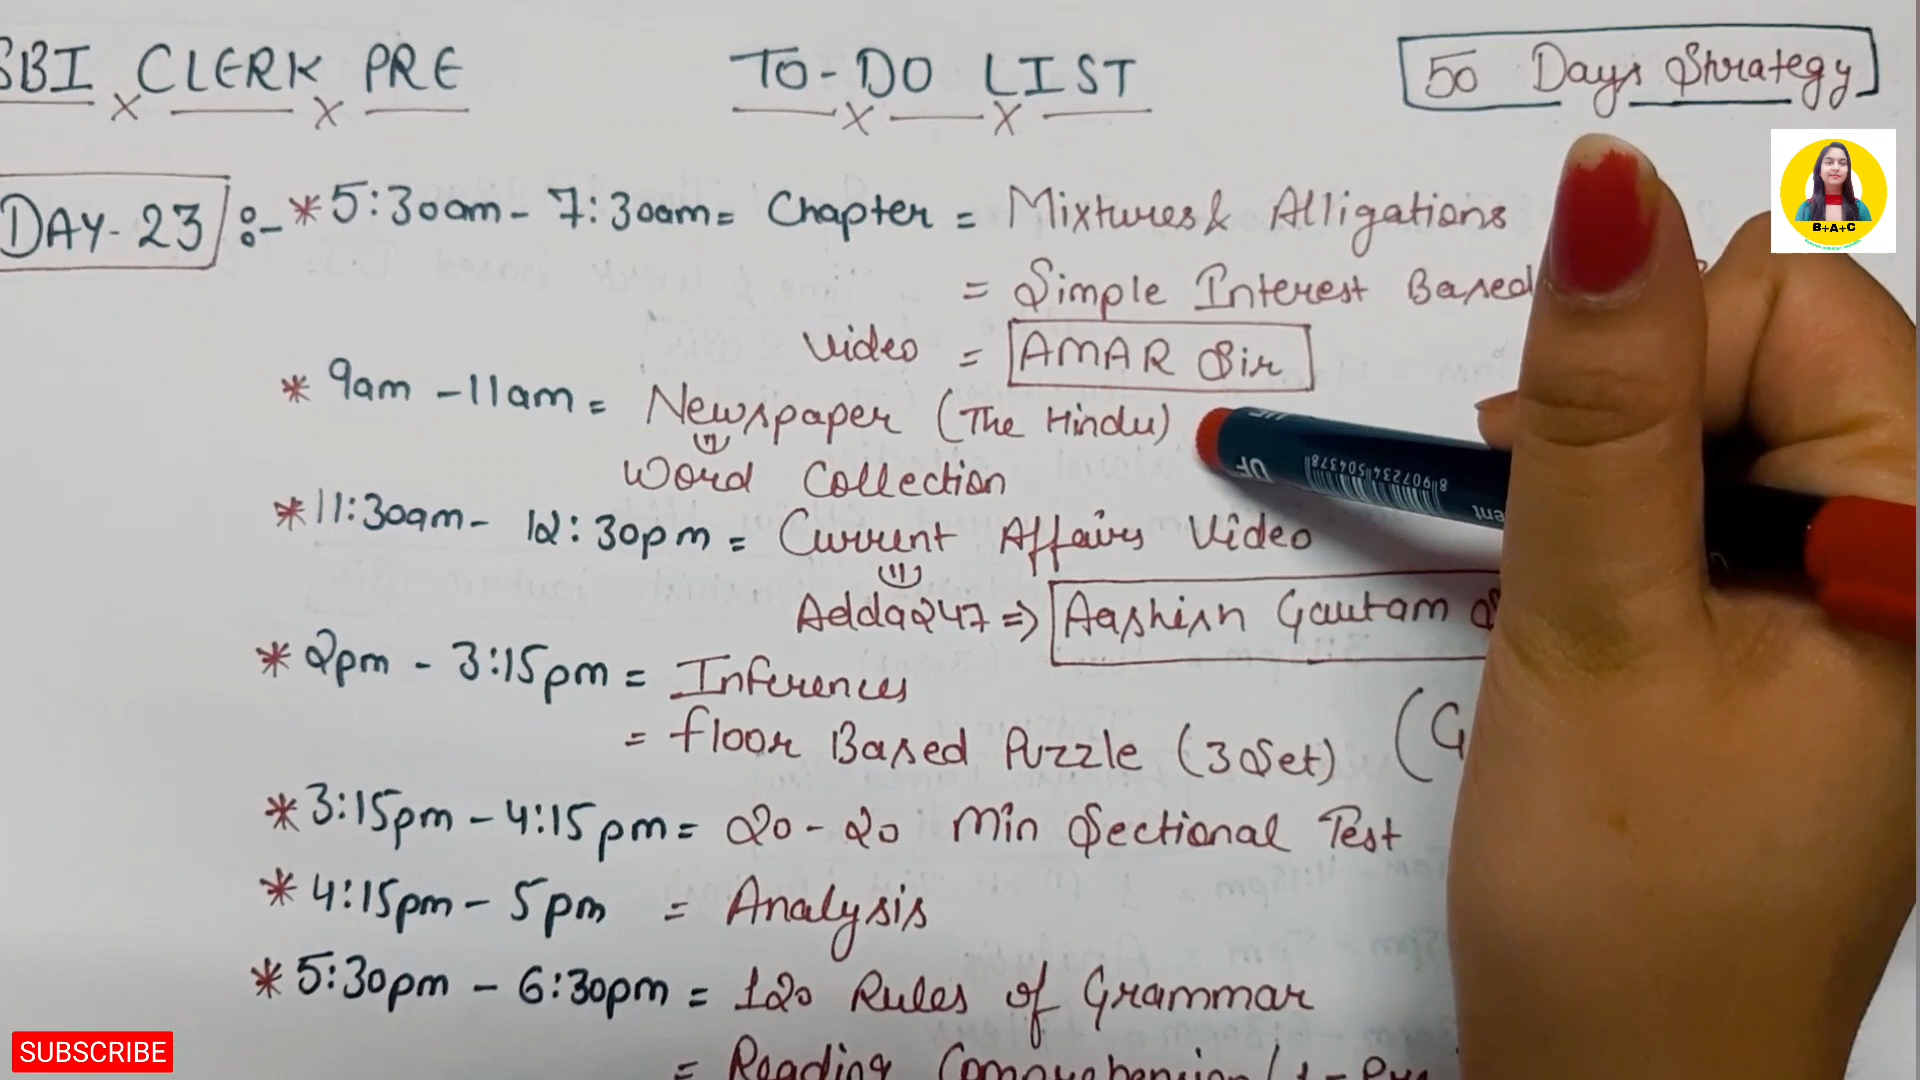 SBI CLERK PRE
TO-DO LIST
50 Days Strategy
DAY-23 :- * 5:30am - 7:30am = Chapter = Mixtures & Alligations
= Simple Interest Based
Video = AMAR Sir
* 9am - 11am = Newspaper (The Hindu)
Word Collection
* 11:30am - 12:30pm = Current Affairs Video
Adda247 => Aashish Gautam
* 2pm - 3:15pm = Inferences
= Floor Based Puzzle (3 Set) (
* 3:15pm - 4:15pm = 20-20 Min Sectional Test
* 4:15pm - 5pm = Analysis
* 5:30pm - 6:30pm = 120 Rules of Grammar
= Reading Comprehension
B+A+C
8907234504378
SUBSCRIBE